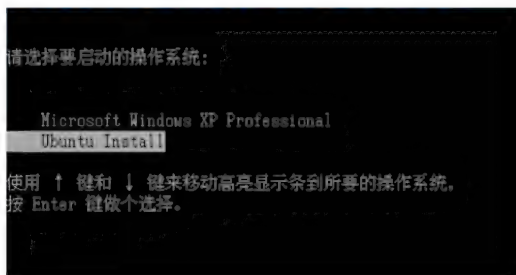 请选择要启动的操作系统:
Microsoft Windows XP Professional
Ubuntu Install
使用 ↑ 键和 ↓ 键来移动高亮显示条到所要的操作系统,
按 Enter 键做个选择。